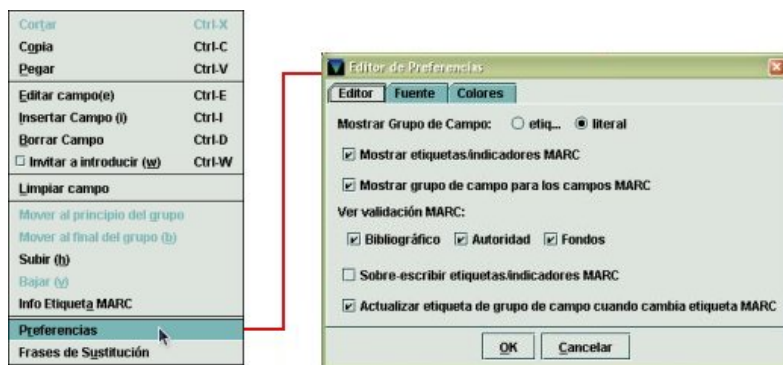 Cortar Ctrl-X
Copia Ctrl-C
Pegar Ctrl-V
Editar campo(e) Ctrl-E
Insertar Campo (i) Ctrl-I
Borrar Campo Ctrl-D
Invitar a introducir (w) Ctrl-W
Limpiar campo
Mover al principio del grupo
Mover al final del grupo (b)
Subir (h)
Bajar (v)
Info Etiqueta MARC
Preferencias
Frases de Sustitución
Editor de Preferencias
Editor Fuente Colores
Mostrar Grupo de Campo: etiq... literal
Mostrar etiquetas/indicadores MARC
Mostrar grupo de campo para los campos MARC
Ver validación MARC:
Bibliográfico Autoridad Fondos
Sobre-escribir etiquetas/indicadores MARC
Actualizar etiqueta de grupo de campo cuando cambia etiqueta MARC
OK Cancelar